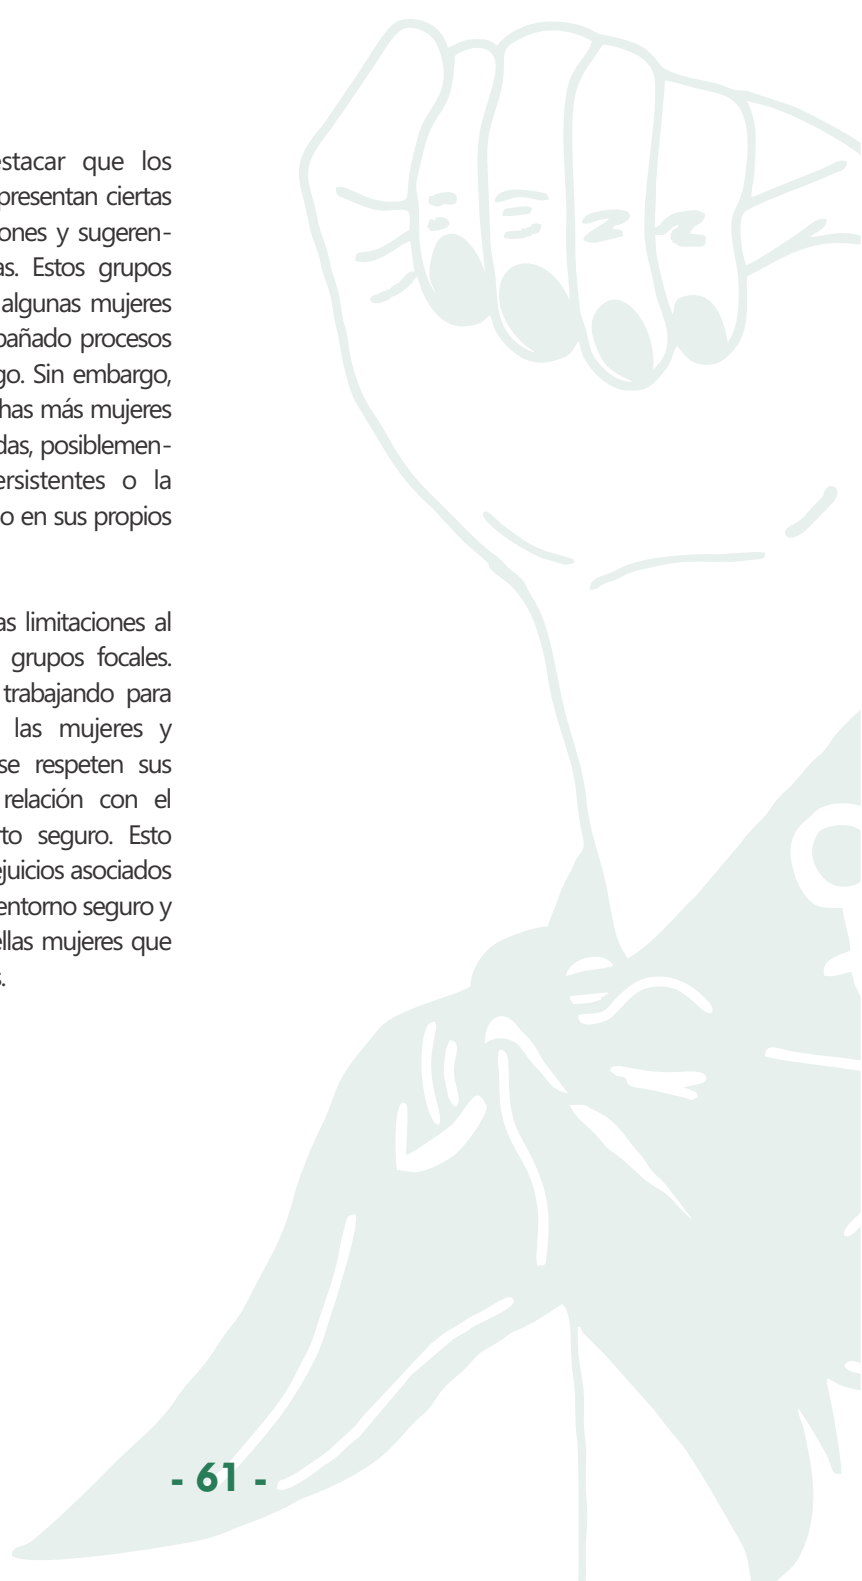 estacar que los
presentan ciertas
ones y sugeren-
as. Estos grupos
algunas mujeres
pañado procesos
go. Sin embargo,
has más mujeres
das, posiblemen-
ersistentes o la
o en sus propios
as limitaciones al
grupos focales.
trabajando para
las mujeres y
se respeten sus
relación con el
to seguro. Esto
ejuicios asociados
entorno seguro y
ellas mujeres que
s.
- 61 -